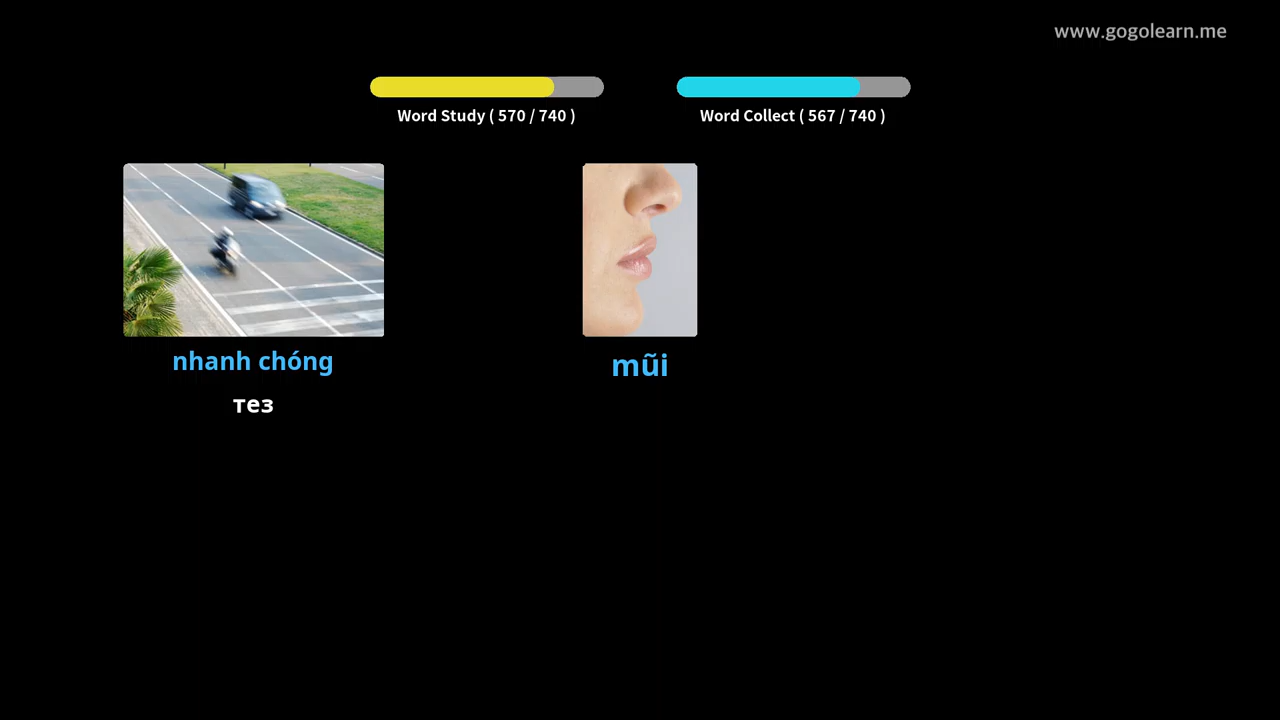 www.gogolearn.me
Word Study ( 570 / 740 )
Word Collect ( 567 / 740 )
nhanh chóng
тез
mũi